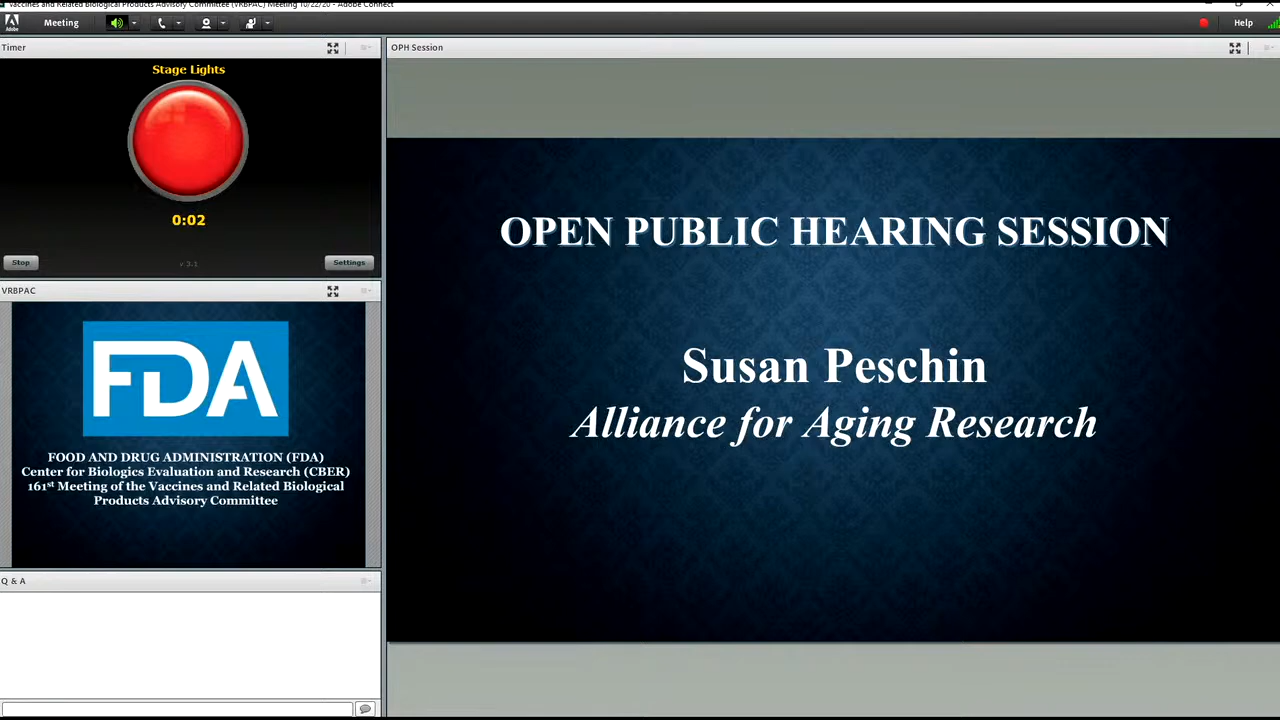 Vaccines and Related Biological Products Advisory Committee (VRBPAC) Meeting 10/22/20 - Adobe Connect
Adobe
Meeting
Help
Timer
Stage Lights
0:02
Stop
v 3.1
Settings
VRBPAC
FDA
FOOD AND DRUG ADMINISTRATION (FDA)
Center for Biologics Evaluation and Research (CBER)
161st Meeting of the Vaccines and Related Biological
Products Advisory Committee
Q & A
OPH Session
OPEN PUBLIC HEARING SESSION
Susan Peschin
Alliance for Aging Research